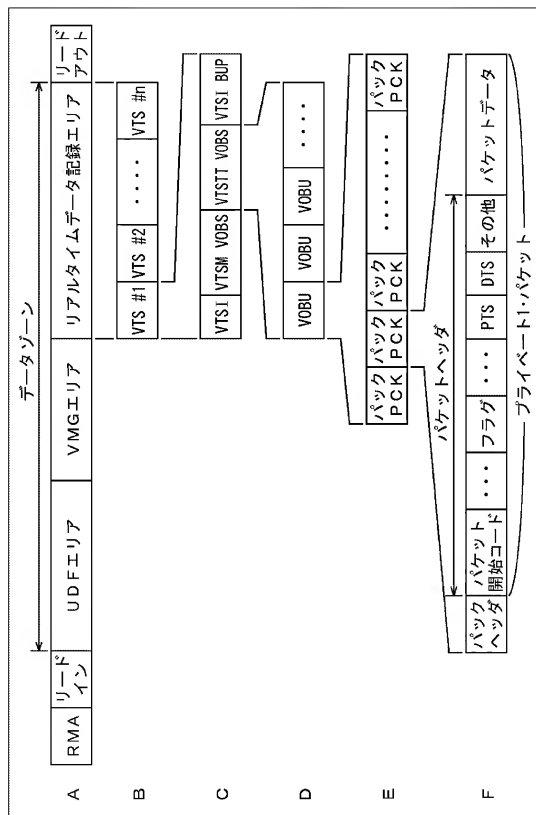 データゾーン
A RMA リードイン UDFエリア VMGエリア リアルタイムデータ記録エリア リードアウト
B VTS #1 VTS #2 ・・・・ VTS #n
C VTSI VTSM VOBS VTSTT VOBS VTSI BUP
D VOBU VOBU VOBU ・・・・
E パックPCK パックPCK パックPCK ・・・・・・・・・ パックPCK
パケットヘッダ
F パックヘッダ パケット開始コード ・・・ フラグ ・・・ PTS DTS その他 パケットデータ
プライベート1・パケット